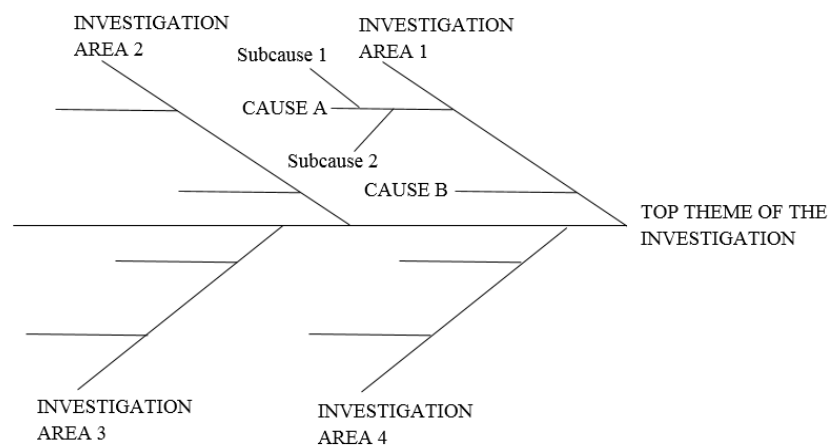 INVESTIGATION
AREA 2
INVESTIGATION
AREA 1
Subcause 1
CAUSE A
Subcause 2
CAUSE B
TOP THEME OF THE
INVESTIGATION
INVESTIGATION
AREA 3
INVESTIGATION
AREA 4